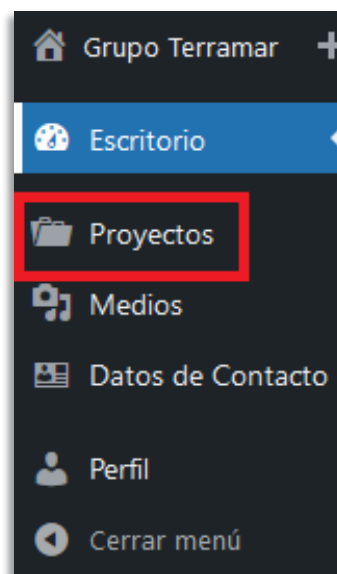 Grupo Terramar
Escritorio
Proyectos
Medios
Datos de Contacto
Perfil
Cerrar menú